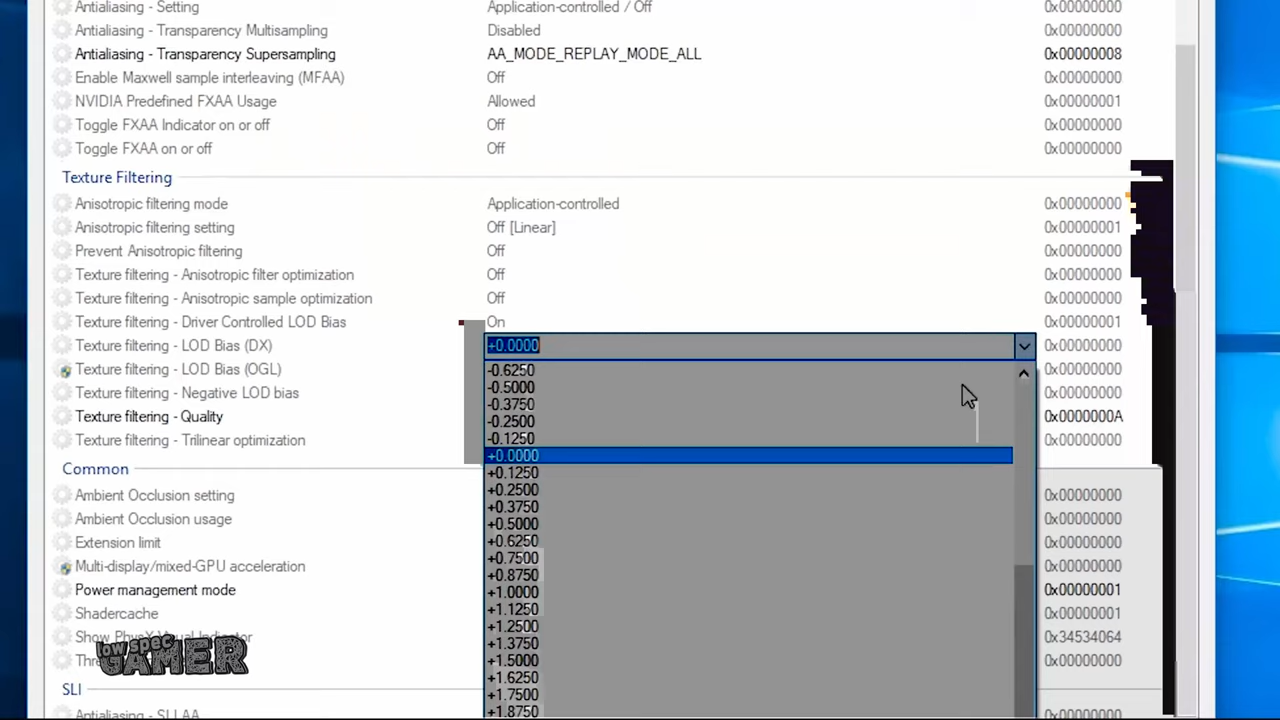 Antialiasing - Setting Application-controlled / Off 0x00000000
Antialiasing - Transparency Multisampling Disabled 0x00000000
Antialiasing - Transparency Supersampling AA_MODE_REPLAY_MODE_ALL 0x00000008
Enable Maxwell sample interleaving (MFAA) Off 0x00000000
NVIDIA Predefined FXAA Usage Allowed 0x00000001
Toggle FXAA Indicator on or off Off 0x00000000
Toggle FXAA on or off Off 0x00000000
Texture Filtering
Anisotropic filtering mode Application-controlled 0x00000000
Anisotropic filtering setting Off [Linear] 0x00000001
Prevent Anisotropic filtering Off 0x00000000
Texture filtering - Anisotropic filter optimization Off 0x00000000
Texture filtering - Anisotropic sample optimization Off 0x00000000
Texture filtering - Driver Controlled LOD Bias On 0x00000001
Texture filtering - LOD Bias (DX) +0.0000 0x00000000
Texture filtering - LOD Bias (OGL) -0.6250 0x00000000
-0.5000
Texture filtering - Negative LOD bias -0.3750 0x00000000
Texture filtering - Quality -0.2500 0x0000000A
Texture filtering - Trilinear optimization -0.1250 0x00000000
+0.0000
Common +0.1250
Ambient Occlusion setting +0.2500 0x00000000
+0.3750
Ambient Occlusion usage +0.5000 0x00000000
Extension limit +0.6250 0x00000000
+0.7500
Multi-display/mixed-GPU acceleration +0.8750 0x00000000
Power management mode +1.0000 0x00000001
Shadercache +1.1250 0x00000001
+1.2500
Show PhysX Visual Indicator +1.3750 0x34534064
low spec
GAMER
+1.5000 0x00000000
+1.6250
SLI +1.7500
Antialiasing - SLI AA +1.8750 0x00000000